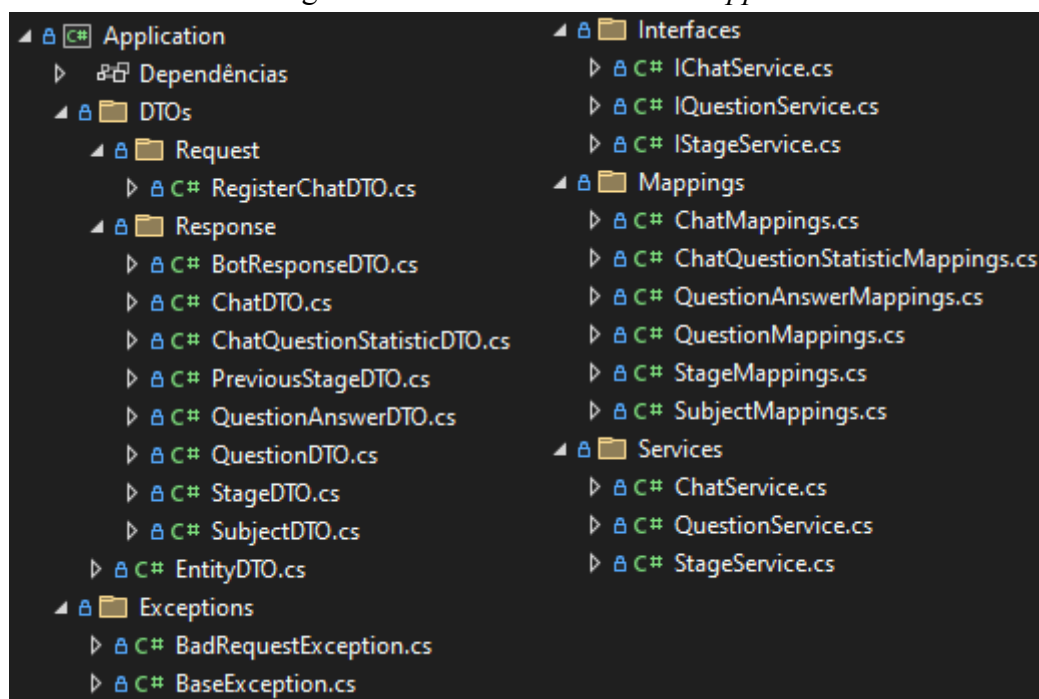 Application
Dependências
DTOs
Request
C# RegisterChatDTO.cs
Response
C# BotResponseDTO.cs
C# ChatDTO.cs
C# ChatQuestionStatisticDTO.cs
C# PreviousStageDTO.cs
C# QuestionAnswerDTO.cs
C# QuestionDTO.cs
C# StageDTO.cs
C# SubjectDTO.cs
C# EntityDTO.cs
Exceptions
C# BadRequestException.cs
C# BaseException.cs
Interfaces
C# IChatService.cs
C# IQuestionService.cs
C# IStageService.cs
Mappings
C# ChatMappings.cs
C# ChatQuestionStatisticMappings.cs
C# QuestionAnswerMappings.cs
C# QuestionMappings.cs
C# StageMappings.cs
C# SubjectMappings.cs
Services
C# ChatService.cs
C# QuestionService.cs
C# StageService.cs